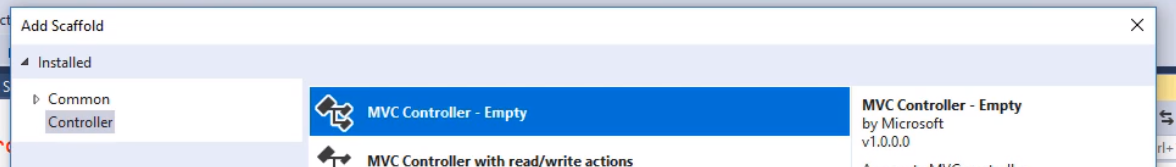 Add Scaffold
Installed
Common
Controller
MVC Controller - Empty
MVC Controller with read/write actions
MVC Controller - Empty
by Microsoft
v1.0.0.0